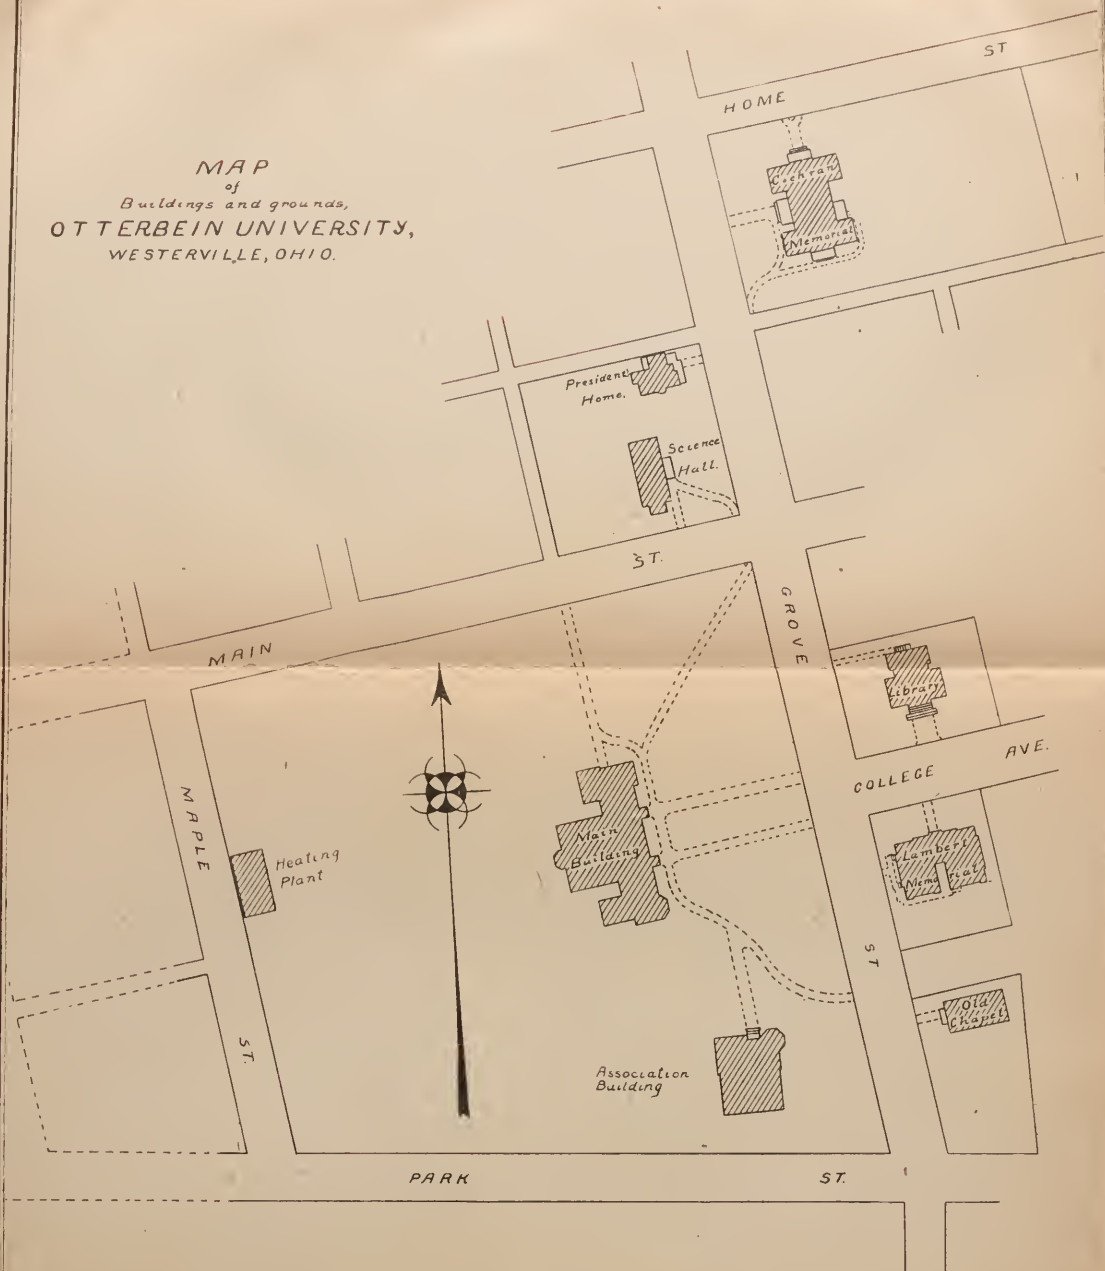 MAP
of
Buildings and grounds,
OTTERBEIN UNIVERSITY,
WESTERVILLE, OHIO.
HOME ST
Cochran
Memorial
President's
Home.
Science
Hall.
MAIN ST.
GROVE ST
Library
COLLEGE AVE.
MAPLE ST.
Heating
Plant
Main
Building
Lambert
Memorial
Old
Chapel
Association
Building
PARK ST.